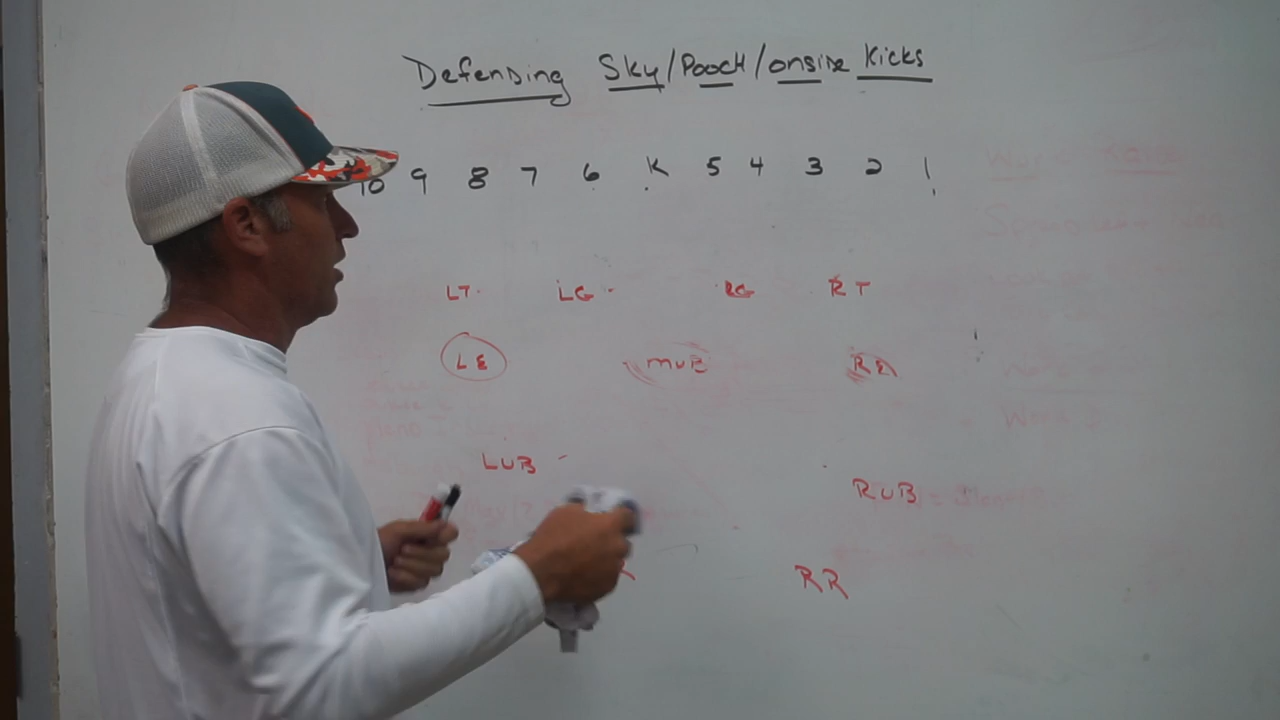 Defending Sky/Pooch/onside Kicks
10 9 8 7 6 K 5 4 3 2 1
LT LG RG RT
LE MUB RE
LUB
RUB
R RR